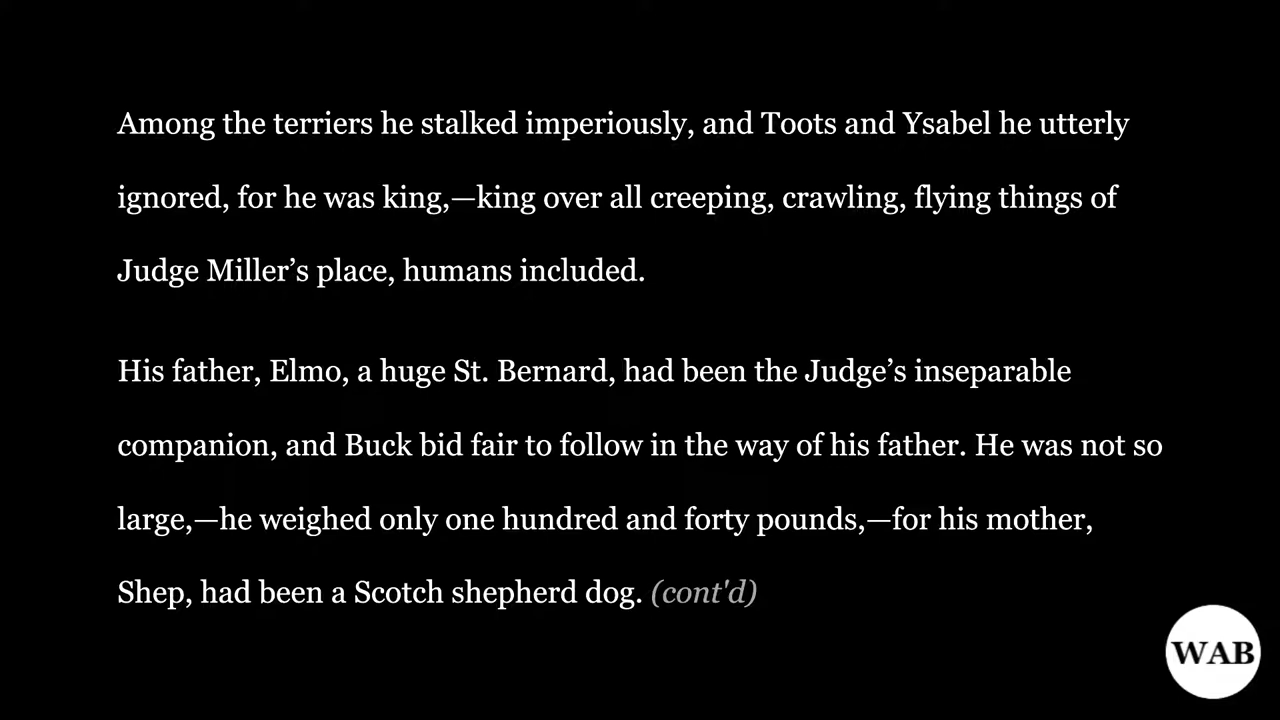 Among the terriers he stalked imperiously, and Toots and Ysabel he utterly
ignored, for he was king,—king over all creeping, crawling, flying things of
Judge Miller’s place, humans included.
His father, Elmo, a huge St. Bernard, had been the Judge’s inseparable
companion, and Buck bid fair to follow in the way of his father. He was not so
large,—he weighed only one hundred and forty pounds,—for his mother,
Shep, had been a Scotch shepherd dog. (cont'd)
WAB